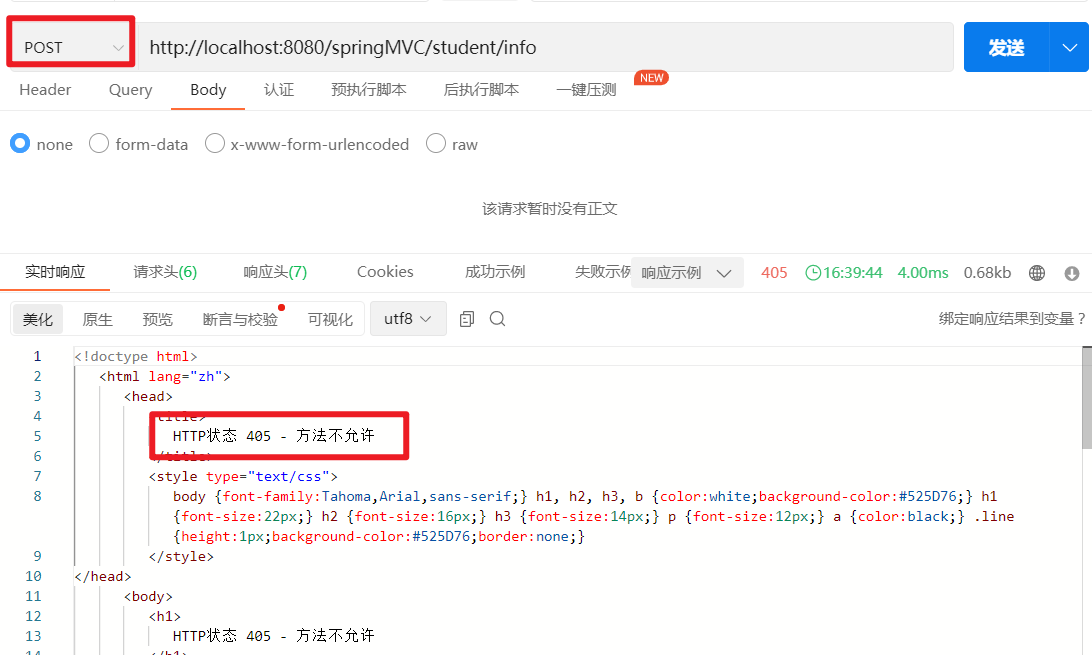 POST http://localhost:8080/springMVC/student/info 发送
Header Query Body 认证 预执行脚本 后执行脚本 一键压测 NEW
none form-data x-www-form-urlencoded raw
该请求暂时没有正文
实时响应 请求头(6) 响应头(7) Cookies 成功示例 失败示例 响应示例 405 16:39:44 4.00ms 0.68kb
美化 原生 预览 断言与校验 可视化 utf8 绑定响应结果到变量？
1 <!doctype html>
2 <html lang="zh">
3 <head>
4 <title>
5 HTTP状态 405 - 方法不允许
6 </title>
7 <style type="text/css">
8 body {font-family:Tahoma,Arial,sans-serif;} h1, h2, h3, b {color:white;background-color:#525D76;} h1
{font-size:22px;} h2 {font-size:16px;} h3 {font-size:14px;} p {font-size:12px;} a {color:black;} .line
{height:1px;background-color:#525D76;border:none;}
9 </style>
10 </head>
11 <body>
12 <h1>
13 HTTP状态 405 - 方法不允许
14 </h1>